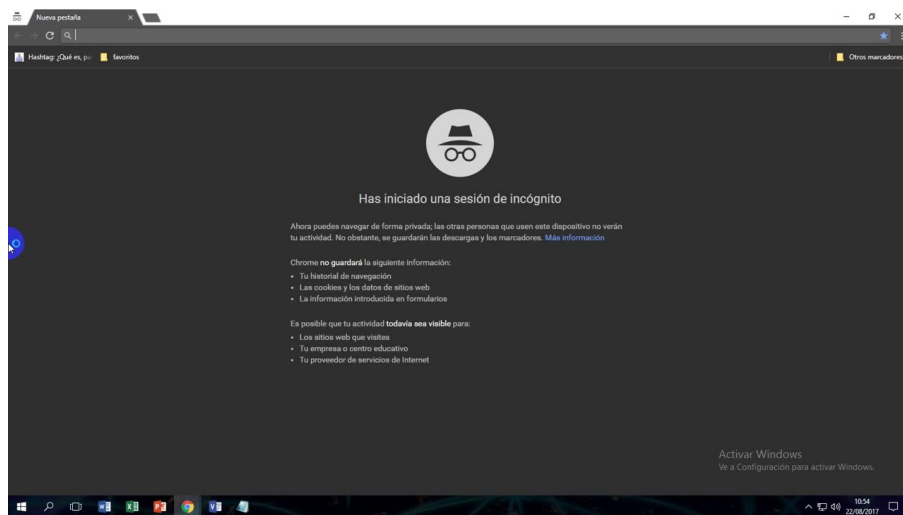 Nueva pestaña
Hashtag: ¿Qué es, pa
favoritos
Otros marcadores
Has iniciado una sesión de incógnito
Ahora puedes navegar de forma privada; las otras personas que usen este dispositivo no verán
tu actividad. No obstante, se guardarán las descargas y los marcadores. Más información
Chrome no guardará la siguiente información:
• Tu historial de navegación
• Las cookies y los datos de sitios web
• La información introducida en formularios
Es posible que tu actividad todavía sea visible para:
• Los sitios web que visites
• Tu empresa o centro educativo
• Tu proveedor de servicios de Internet
Activar Windows
Ve a Configuración para activar Windows.
10:54
22/08/2017